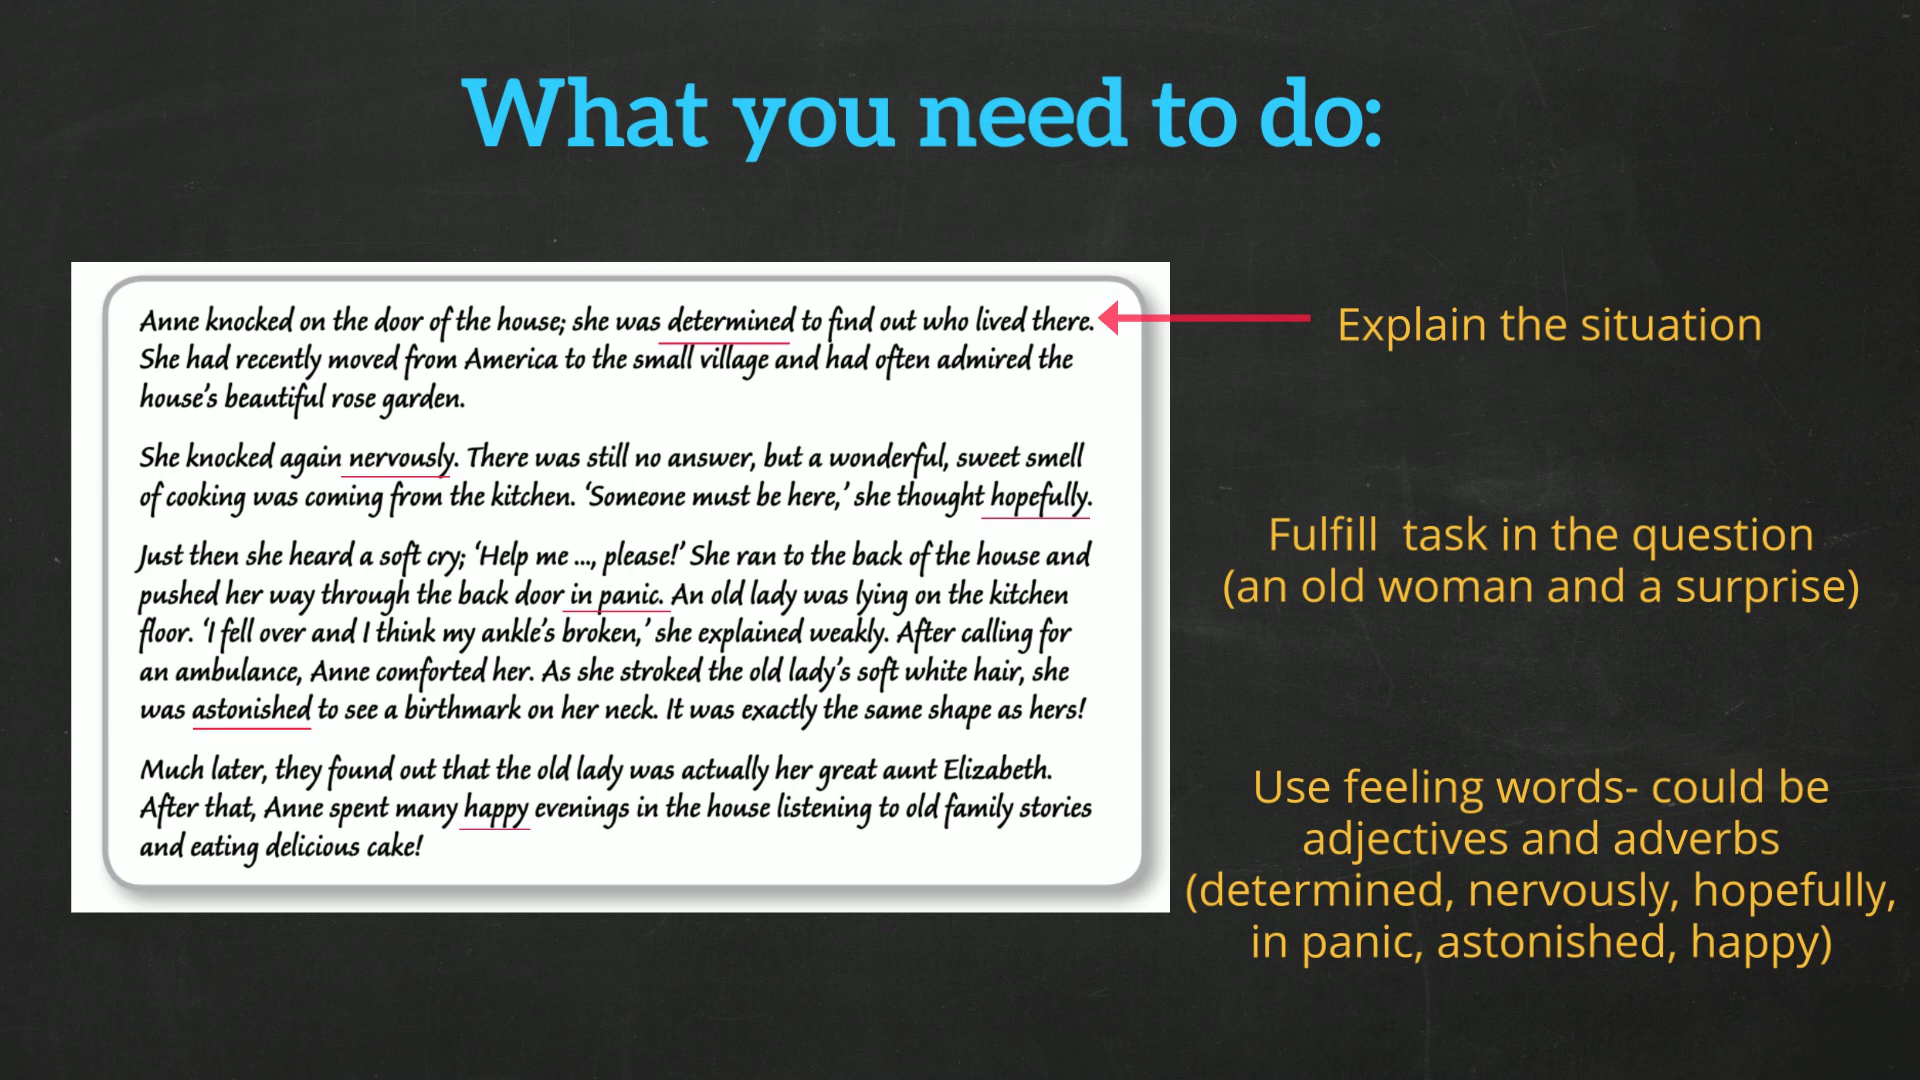 What you need to do:
Anne knocked on the door of the house; she was determined to find out who lived there.
She had recently moved from America to the small village and had often admired the
house's beautiful rose garden.
She knocked again nervously. There was still no answer, but a wonderful, sweet smell
of cooking was coming from the kitchen. ‘Someone must be here,’ she thought hopefully.
Just then she heard a soft cry; ‘Help me ..., please!’ She ran to the back of the house and
pushed her way through the back door in panic. An old lady was lying on the kitchen
floor. ‘I fell over and I think my ankle's broken,’ she explained weakly. After calling for
an ambulance, Anne comforted her. As she stroked the old lady's soft white hair, she
was astonished to see a birthmark on her neck. It was exactly the same shape as hers!
Much later, they found out that the old lady was actually her great aunt Elizabeth.
After that, Anne spent many happy evenings in the house listening to old family stories
and eating delicious cake!
Explain the situation
Fulfill task in the question
(an old woman and a surprise)
Use feeling words- could be
adjectives and adverbs
(determined, nervously, hopefully,
in panic, astonished, happy)